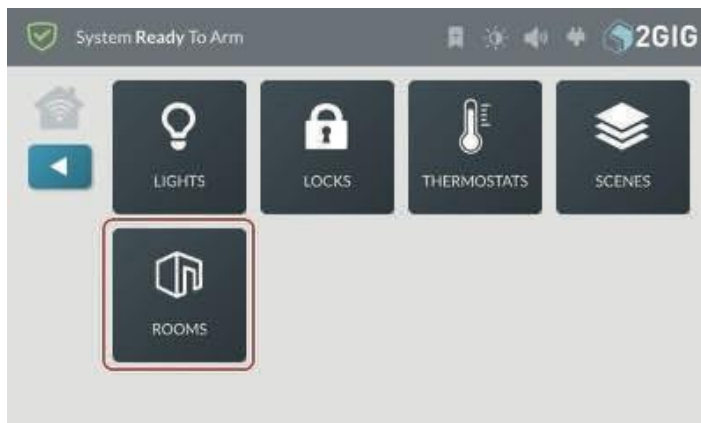 System Ready To Arm
2GIG
LIGHTS
LOCKS
THERMOSTATS
SCENES
ROOMS